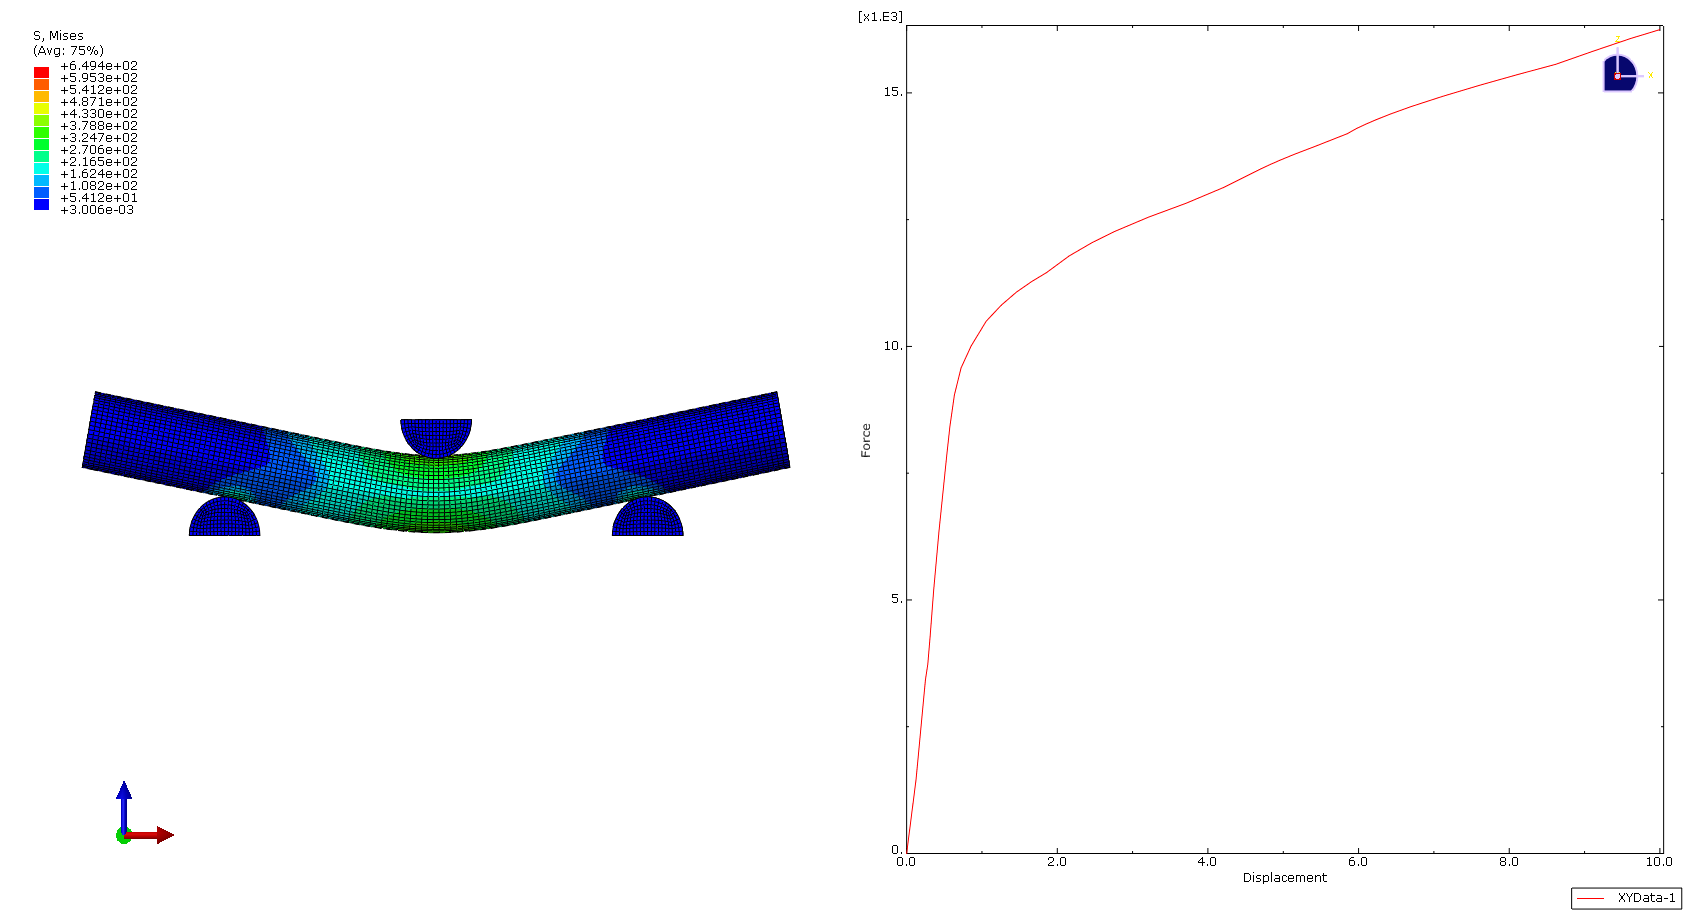 S, Mises
(Avg: 75%)
+6.494e+02
+5.953e+02
+5.412e+02
+4.871e+02
+4.330e+02
+3.788e+02
+3.247e+02
+2.706e+02
+2.165e+02
+1.624e+02
+1.082e+02
+5.412e+01
+3.006e-03
[x1.E3]
15.
10.
5.
0.
Force
0.0 2.0 4.0 6.0 8.0 10.0
Displacement
Z
X
XYData-1